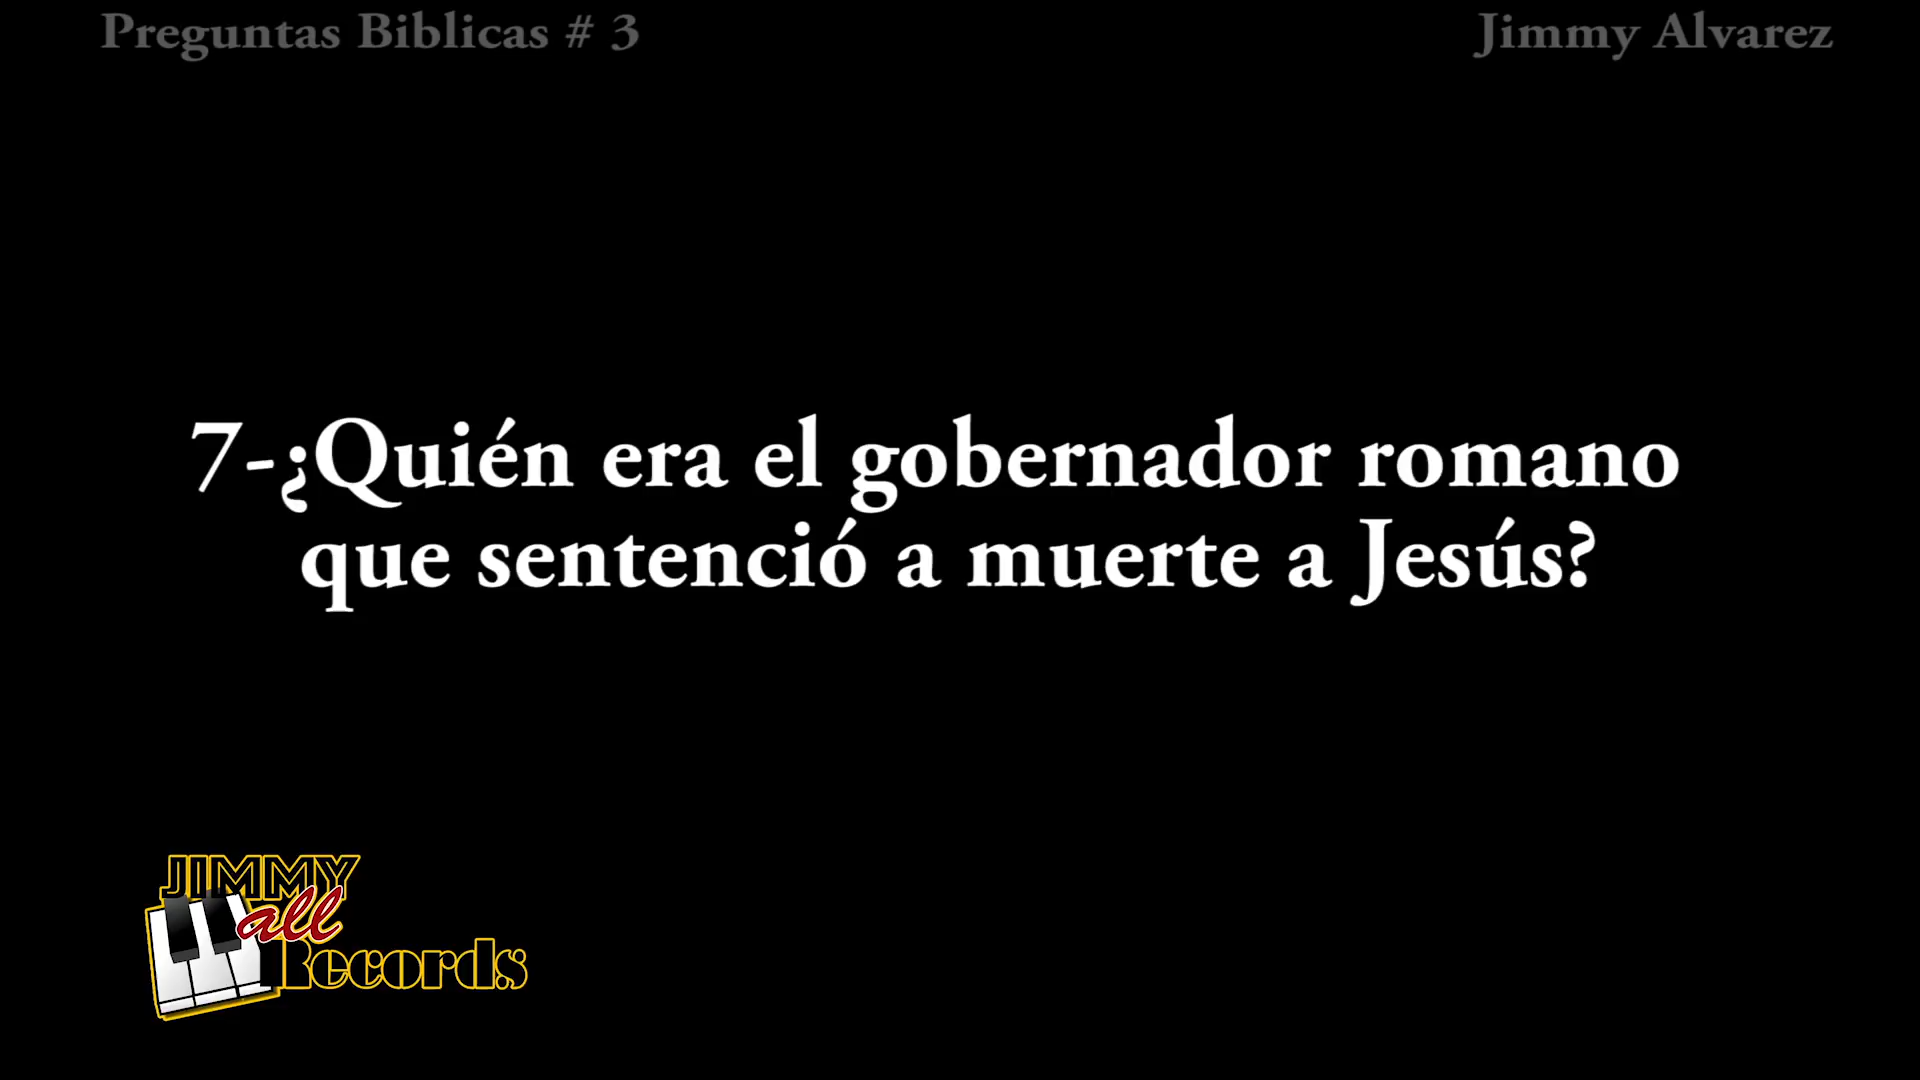 Preguntas Biblicas # 3
Jimmy Alvarez
7-¿Quién era el gobernador romano
que sentenció a muerte a Jesús?
JIMMY
all
Records